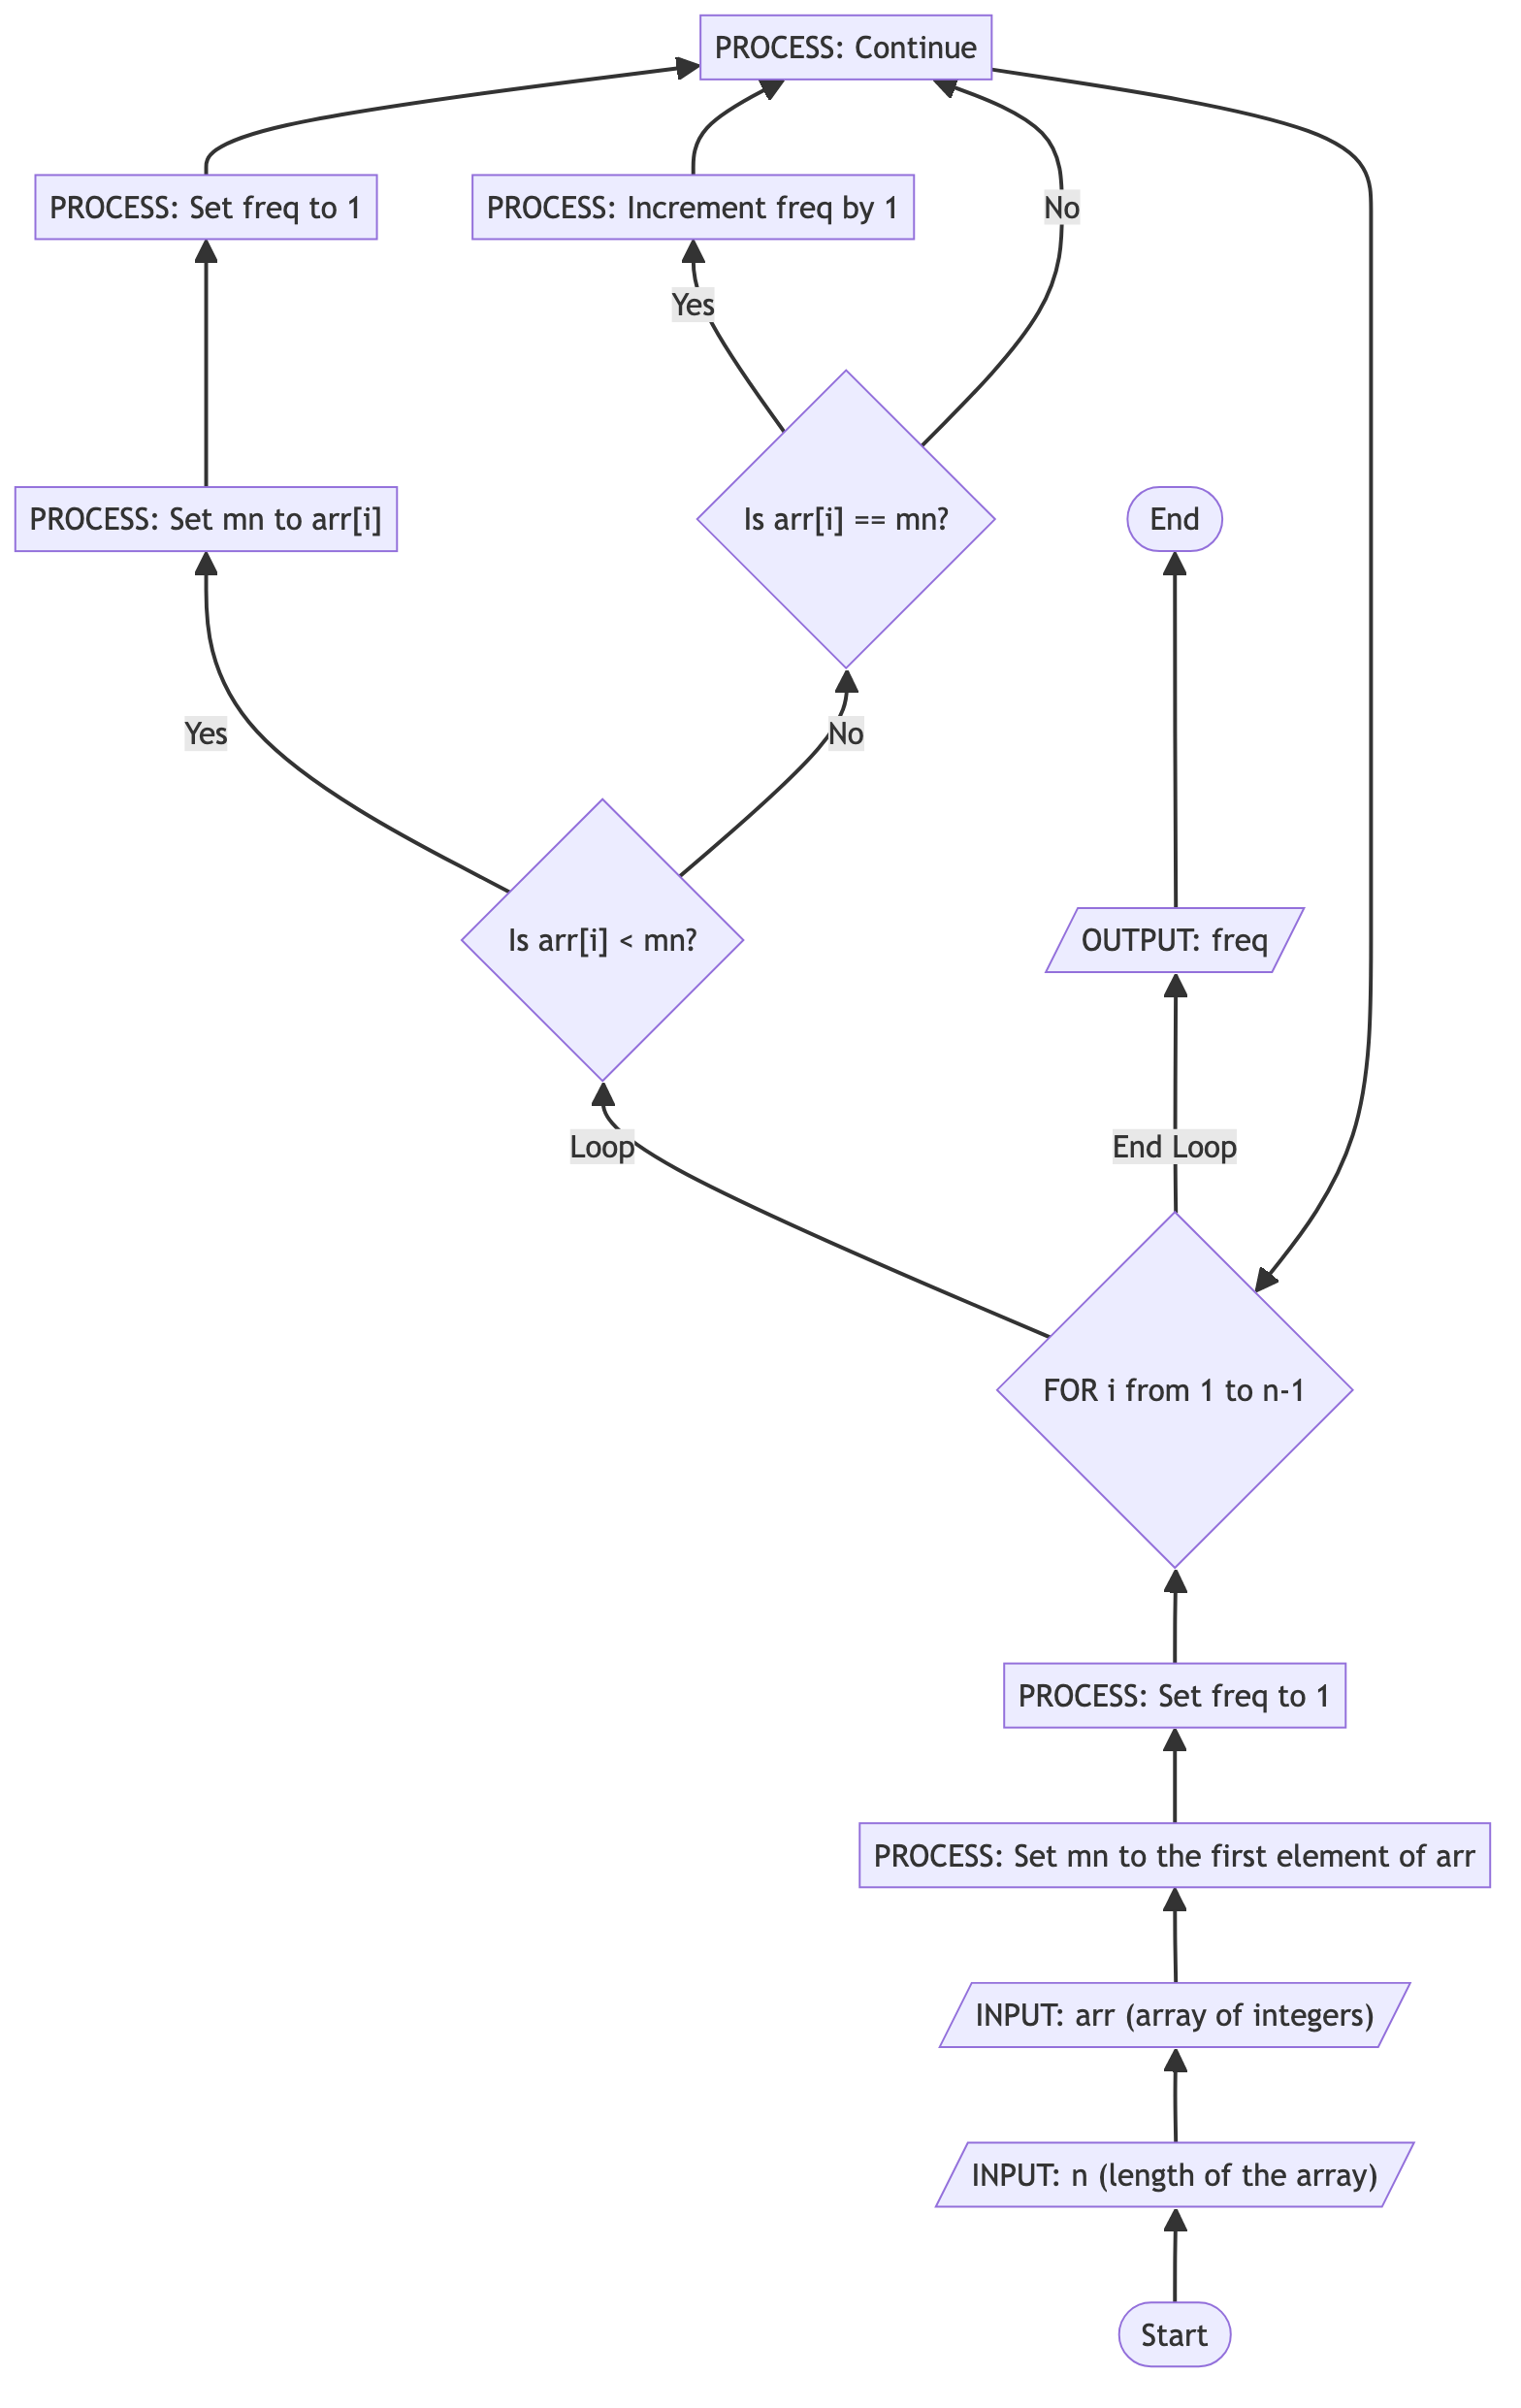 PROCESS: Continue
PROCESS: Set freq to 1
PROCESS: Increment freq by 1
No
Yes
PROCESS: Set mn to arr[i]
Is arr[i] == mn?
End
Yes
No
Is arr[i] < mn?
OUTPUT: freq
Loop
End Loop
FOR i from 1 to n-1
PROCESS: Set freq to 1
PROCESS: Set mn to the first element of arr
INPUT: arr (array of integers)
INPUT: n (length of the array)
Start